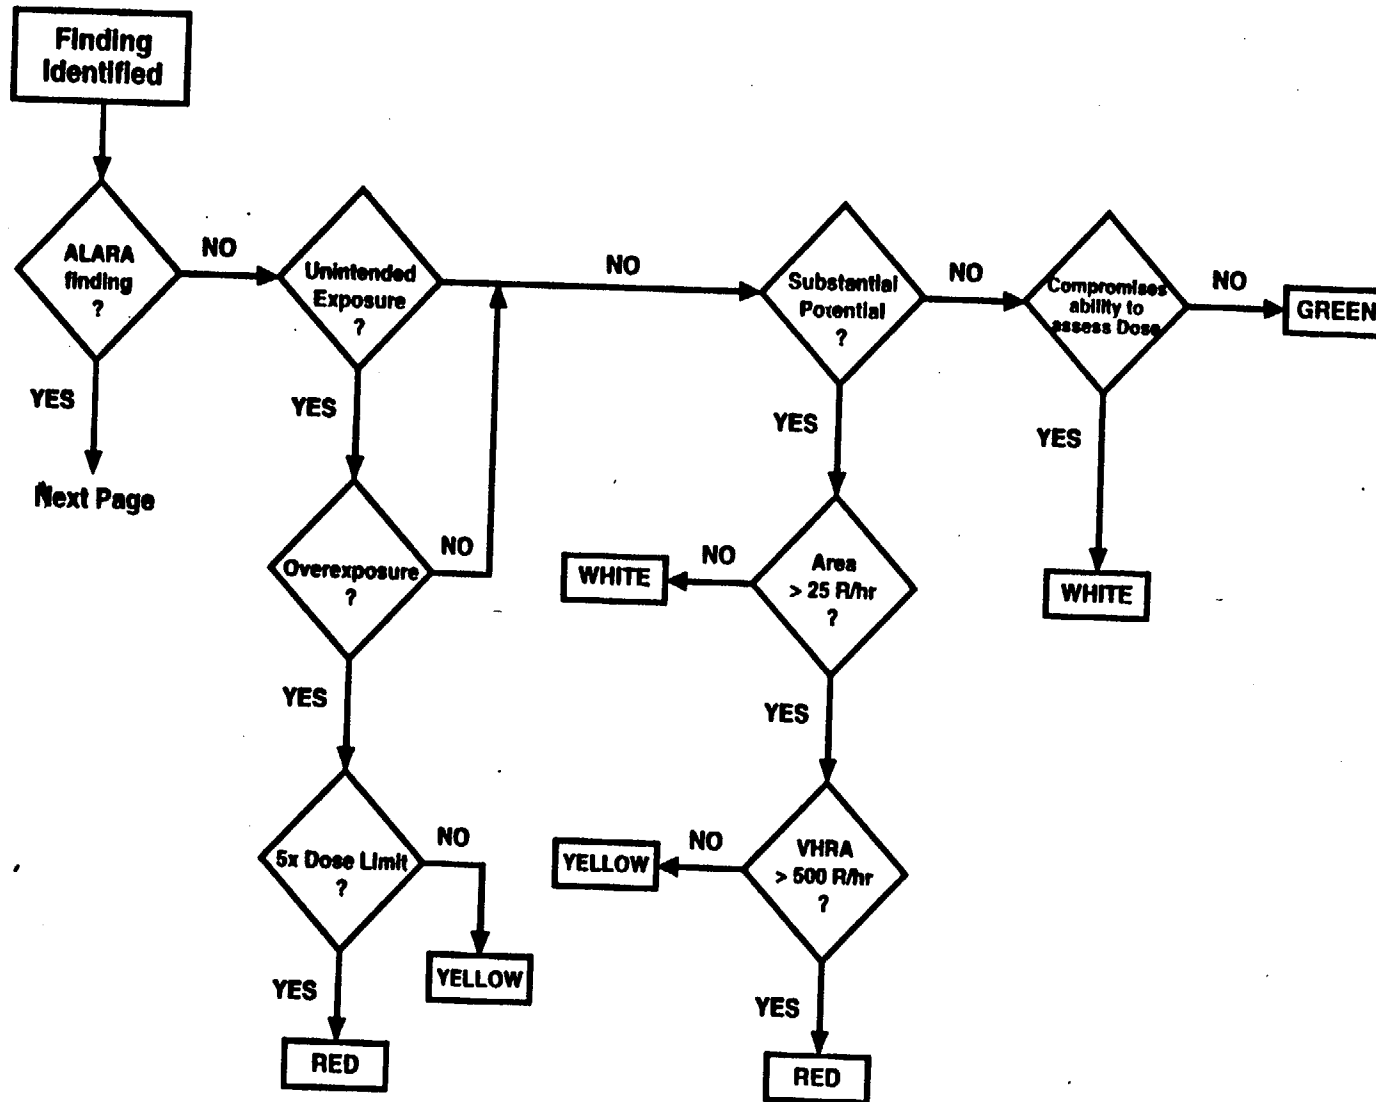 Finding
Identified
ALARA
finding
?
NO
YES
Next Page
Unintended
Exposure
?
NO
YES
Overexposure
?
NO
YES
5x Dose Limit
?
NO
YELLOW
YES
RED
Substantial
Potential
?
NO
YES
Area
> 25 R/hr
?
NO
WHITE
YES
VHRA
> 500 R/hr
?
NO
YELLOW
YES
RED
Compromises
ability to
assess Dose
NO
GREEN
YES
WHITE